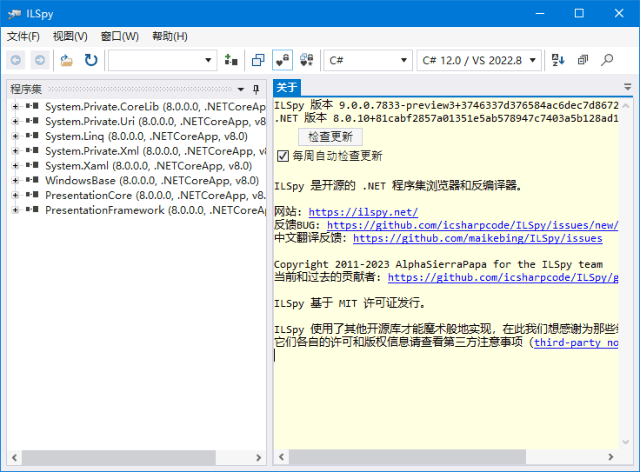 ILSpy
文件(F) 视图(V) 窗口(W) 帮助(H)
C# C# 12.0 / VS 2022.8
程序集
System.Private.CoreLib (8.0.0.0, .NETCoreApp
System.Private.Uri (8.0.0.0, .NETCoreApp, v8.0)
System.Linq (8.0.0.0, .NETCoreApp, v8.0)
System.Private.Xml (8.0.0.0, .NETCoreApp, v8.0)
System.Xaml (8.0.0.0, .NETCoreApp, v8.0)
WindowsBase (8.0.0.0, .NETCoreApp, v8.0)
PresentationCore (8.0.0.0, .NETCoreApp, v8.0)
PresentationFramework (8.0.0.0, .NETCoreApp,
关于
ILSpy 版本 9.0.0.7833-preview3+3746337d376584ac6dec7d8672
.NET 版本 8.0.10+81cabf2857a01351e5ab578947c7403a5b128ad1
检查更新
每周自动检查更新
ILSpy 是开源的 .NET 程序集浏览器和反编译器。
网站: https://ilspy.net/
反馈BUG: https://github.com/icsharpcode/ILSpy/issues/new/
中文翻译反馈: https://github.com/maikebing/ILSpy/issues
Copyright 2011-2023 AlphaSierraPapa for the ILSpy team
当前和过去的贡献者: https://github.com/icsharpcode/ILSpy/g
ILSpy 基于 MIT 许可证发行。
ILSpy 使用了其他开源库才能魔术般地实现，在此我们想感谢为那些
它们各自的许可和版权信息请查看第三方注意事项 (third-party no